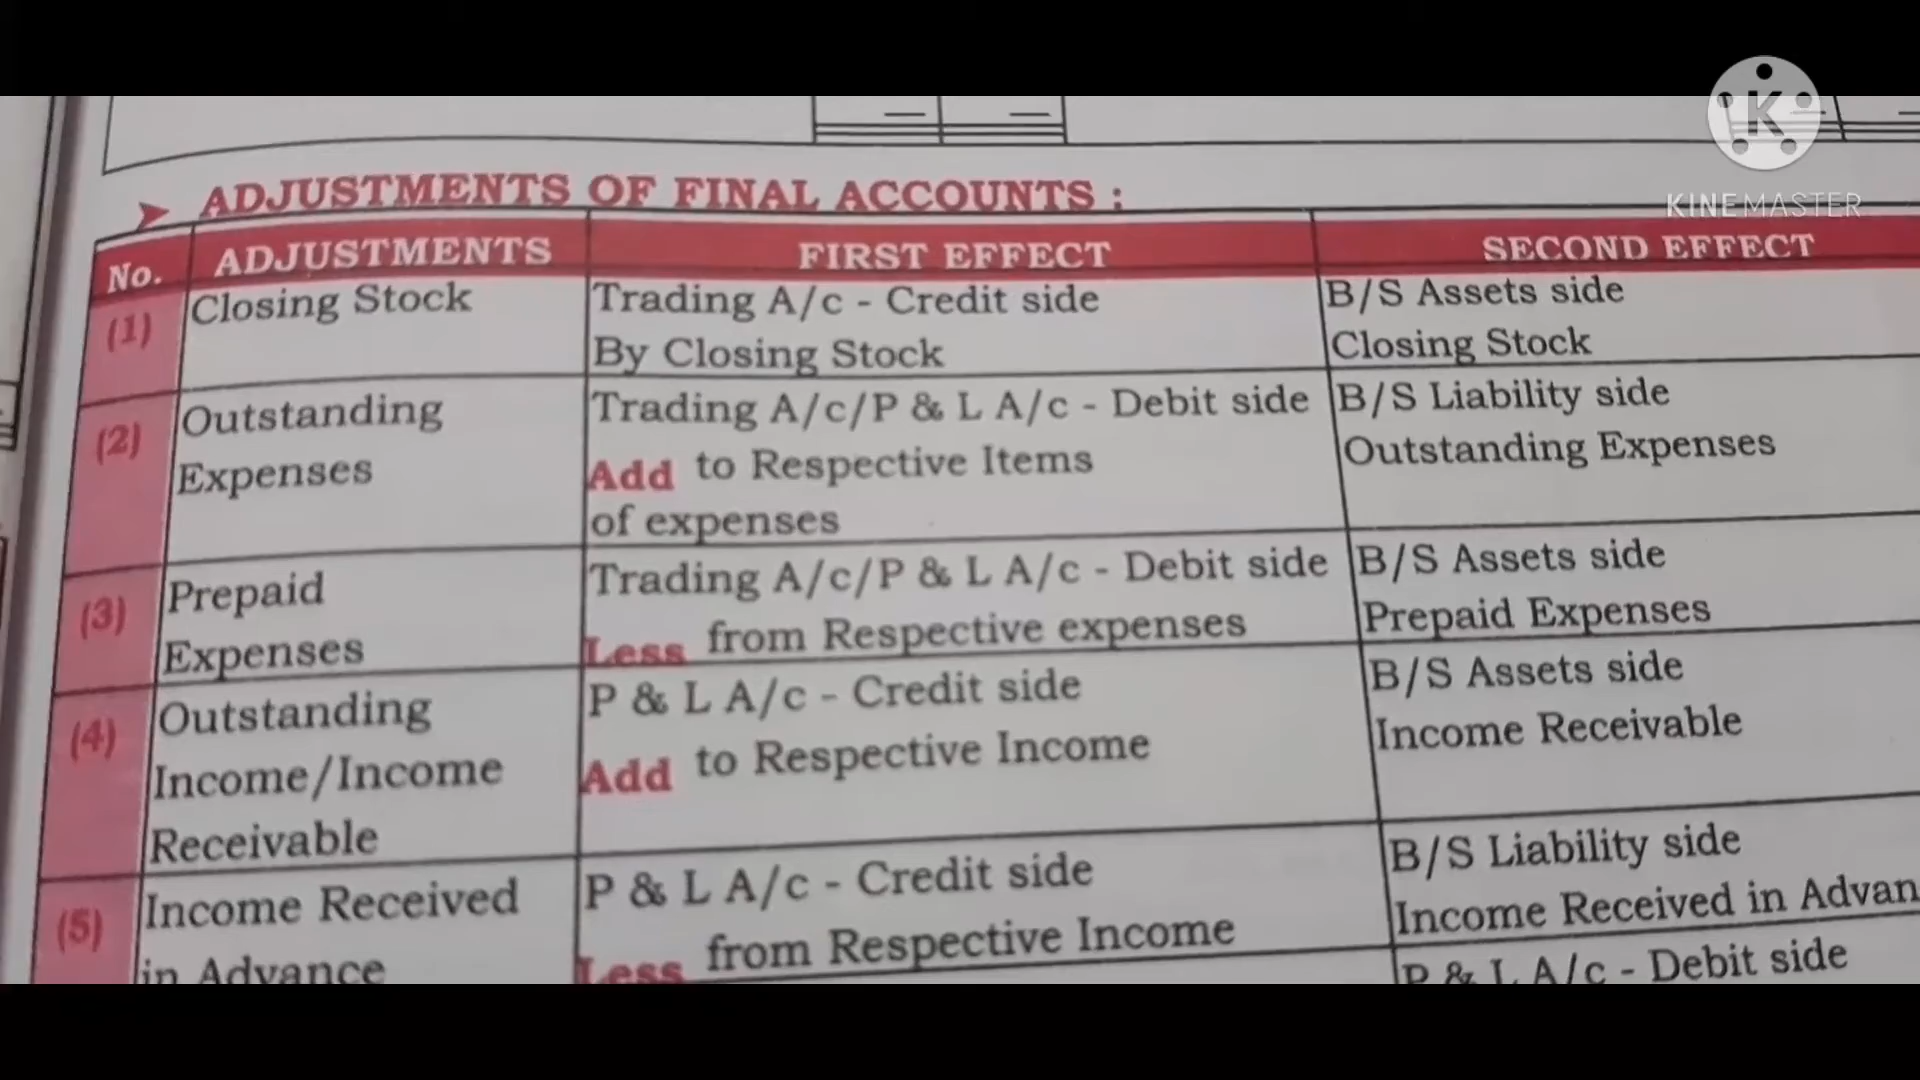 K
KINEMASTER
ADJUSTMENTS OF FINAL ACCOUNTS :
No. ADJUSTMENTS FIRST EFFECT SECOND EFFECT
(1) Closing Stock Trading A/c - Credit side B/S Assets side
By Closing Stock Closing Stock
(2) Outstanding Trading A/c/P & L A/c - Debit side B/S Liability side
Expenses Add to Respective Items Outstanding Expenses
of expenses
(3) Prepaid Trading A/c/P & L A/c - Debit side B/S Assets side
Expenses Less from Respective expenses Prepaid Expenses
(4) Outstanding P & L A/c - Credit side B/S Assets side
Income/Income Add to Respective Income Income Receivable
Receivable
(5) Income Received P & L A/c - Credit side B/S Liability side
in Advance Less from Respective Income Income Received in Advan
P & L A/c - Debit side